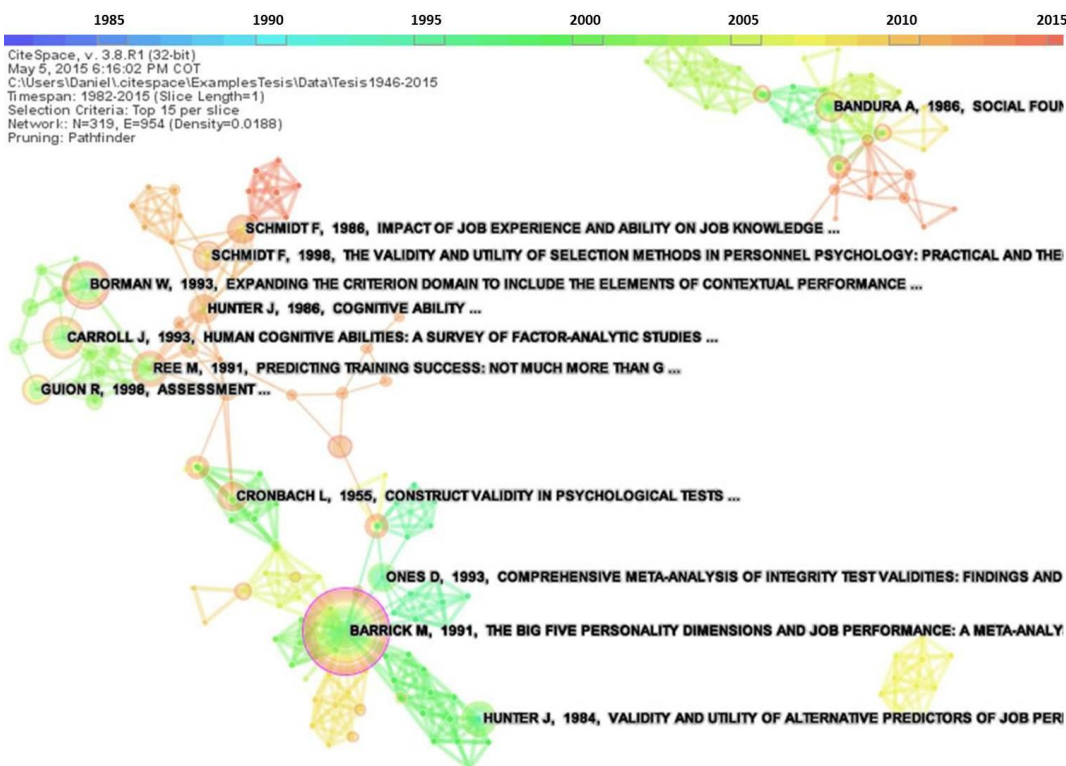 1985 1990 1995 2000 2005 2010 2015
CiteSpace, v. 3.8.R1 (32-bit)
May 5, 2015 6:16:02 PM COT
C:\Users\Daniel\.citespace\ExamplesTesis\Data\Tesis1946-2015
Timespan: 1982-2015 (Slice Length=1)
Selection Criteria: Top 15 per slice
Network: N=319, E=954 (Density=0.0188)
Pruning: Pathfinder
BANDURA A, 1986, SOCIAL FOUN
SCHMIDT F, 1986, IMPACT OF JOB EXPERIENCE AND ABILITY ON JOB KNOWLEDGE ...
SCHMIDT F, 1998, THE VALIDITY AND UTILITY OF SELECTION METHODS IN PERSONNEL PSYCHOLOGY: PRACTICAL AND THE
BORMAN W, 1993, EXPANDING THE CRITERION DOMAIN TO INCLUDE THE ELEMENTS OF CONTEXTUAL PERFORMANCE ...
HUNTER J, 1986, COGNITIVE ABILITY ...
CARROLL J, 1993, HUMAN COGNITIVE ABILITIES: A SURVEY OF FACTOR-ANALYTIC STUDIES ...
REE M, 1991, PREDICTING TRAINING SUCCESS: NOT MUCH MORE THAN G ...
GUION R, 1998, ASSESSMENT ...
CRONBACH L, 1955, CONSTRUCT VALIDITY IN PSYCHOLOGICAL TESTS ...
ONES D, 1993, COMPREHENSIVE META-ANALYSIS OF INTEGRITY TEST VALIDITIES: FINDINGS AND
BARRICK M, 1991, THE BIG FIVE PERSONALITY DIMENSIONS AND JOB PERFORMANCE: A META-ANALY
HUNTER J, 1984, VALIDITY AND UTILITY OF ALTERNATIVE PREDICTORS OF JOB PER